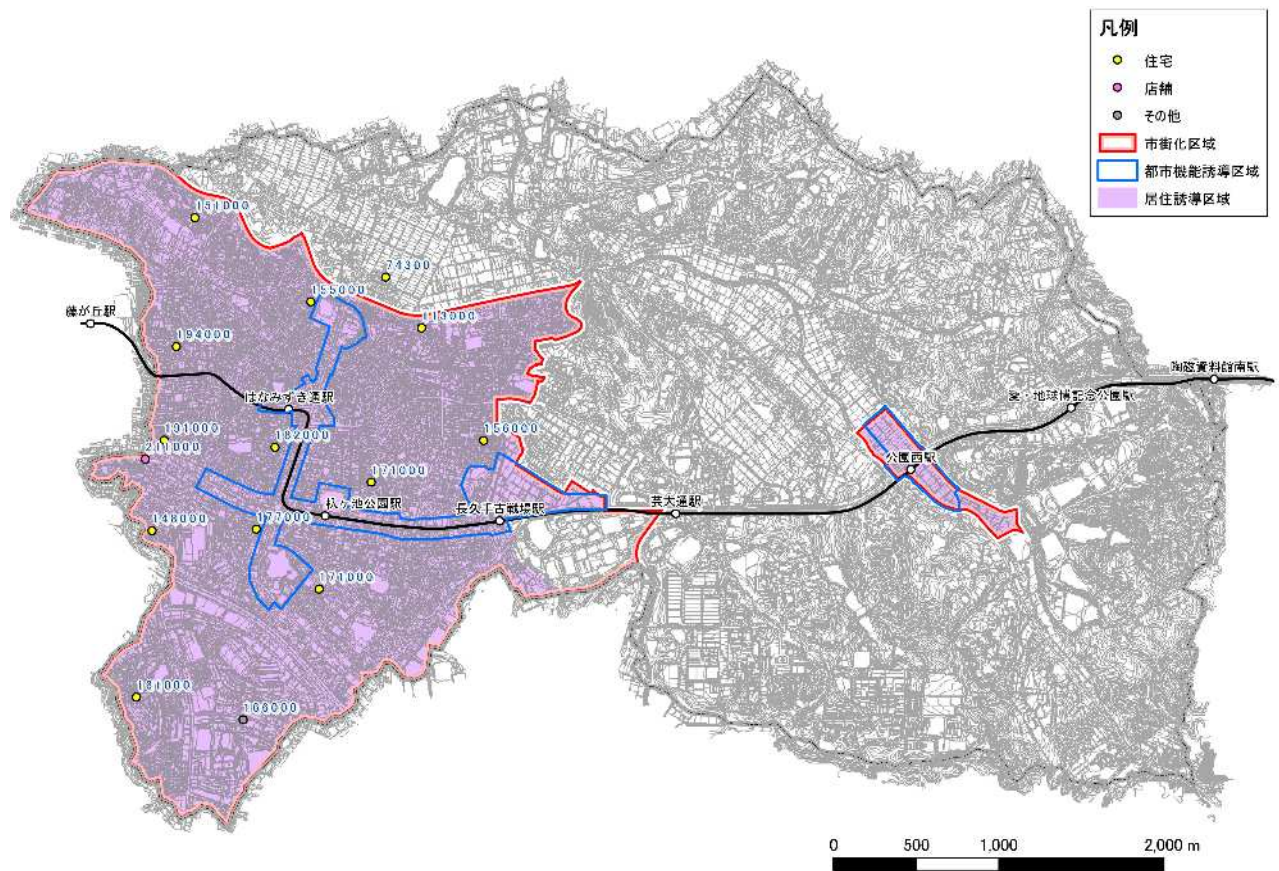 凡例
住宅
店舗
その他
市街化区域
都市機能誘導区域
居住誘導区域
151000
74300
155000
113000
藤が丘駅
194000
陶磁資料館南駅
はなみずき通駅
愛・地球博記念公園駅
191000
182000
156000
211000
公園西駅
171000
杁ヶ池公園駅
長久手古戦場駅
芸大通駅
148000
177000
171000
181000
166000
0
500
1,000
2,000 m